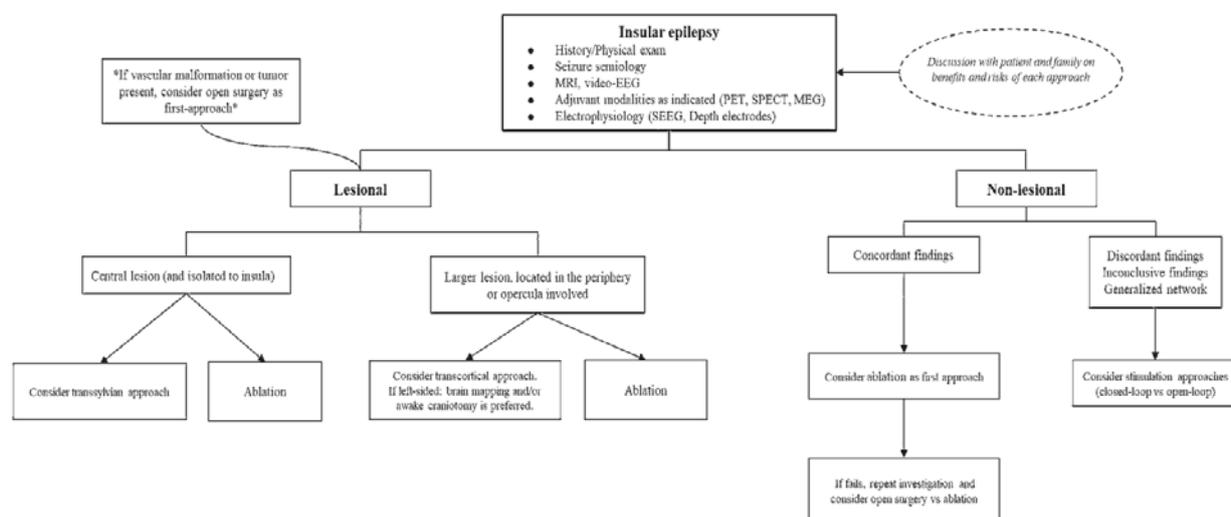 Insular epilepsy
● History/Physical exam
● Seizure semiology
● MRI, video-EEG
● Adjuvant modalities as indicated (PET, SPECT, MEG)
● Electrophysiology (SEEG, Depth electrodes)
Discussion with patient and family on
benefits and risks of each approach
*If vascular malformation or tumor
present, consider open surgery as
first-approach*
Lesional
Non-lesional
Central lesion (and isolated to insula)
Larger lesion, located in the periphery
or opercula involved
Concordant findings
Discordant findings
Inconclusive findings
Generalized network
Consider transsylvian approach
Ablation
Consider transcortical approach.
If left-sided: brain mapping and/or
awake craniotomy is preferred.
Ablation
Consider ablation as first approach
Consider stimulation approaches
(closed-loop vs open-loop)
If fails, repeat investigation and
consider open surgery vs ablation